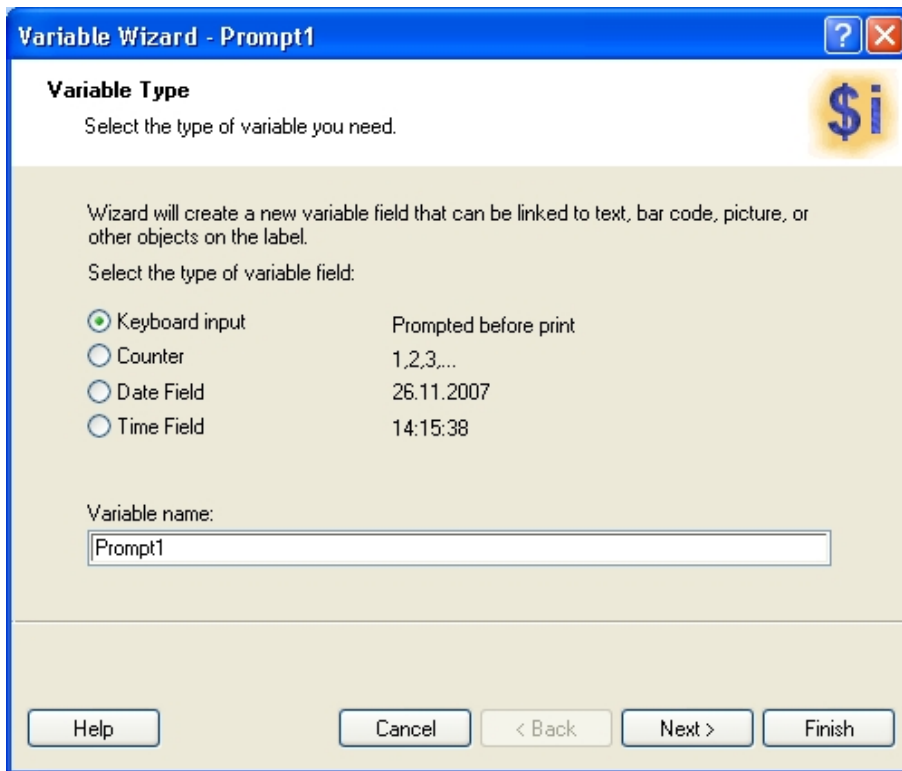 Variable Wizard - Prompt1
?
Variable Type
Select the type of variable you need.
$i
Wizard will create a new variable field that can be linked to text, bar code, picture, or
other objects on the label.
Select the type of variable field:
Keyboard input Prompted before print
Counter 1,2,3,...
Date Field 26.11.2007
Time Field 14:15:38
Variable name:
Prompt1
Help Cancel < Back Next > Finish